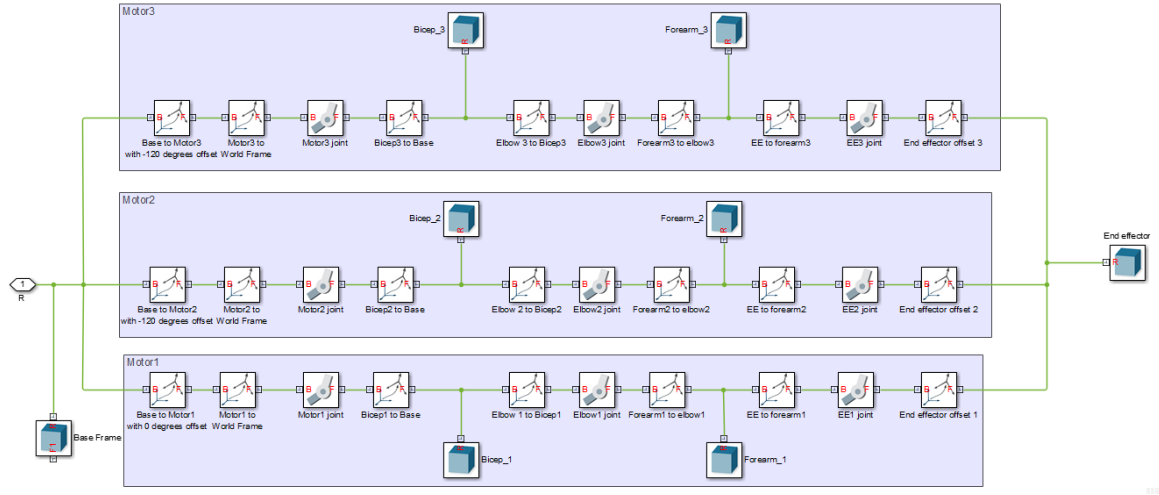 Motor3
Bicep_3
R
Forearm_3
R
B F
B F
B F
B F
B F
B F
B F
B F
B F
B F
Base to Motor3
with -120 degrees offset
Motor3 to
World Frame
Motor3 joint
Bicep3 to Base
Elbow 3 to Bicep3
Elbow3 joint
Forearm3 to elbow3
EE to forearm3
EE3 joint
End effector offset 3
Motor2
Bicep_2
R
Forearm_2
R
End effector
R
1
R
B F
B F
B F
B F
B F
B F
B F
B F
B F
B F
Base to Motor2
with -120 degrees offset
Motor2 to
World Frame
Motor2 joint
Bicep2 to Base
Elbow 2 to Bicep2
Elbow2 joint
Forearm2 to elbow2
EE to forearm2
EE2 joint
End effector offset 2
Motor1
B F
B F
B F
B F
B F
B F
B F
B F
B F
B F
Base to Motor1
with 0 degrees offset
Motor1 to
World Frame
Motor1 joint
Bicep1 to Base
Elbow 1 to Bicep1
Elbow1 joint
Forearm1 to elbow1
EE to forearm1
EE1 joint
End effector offset 1
Base Frame
Bicep_1
Forearm_1